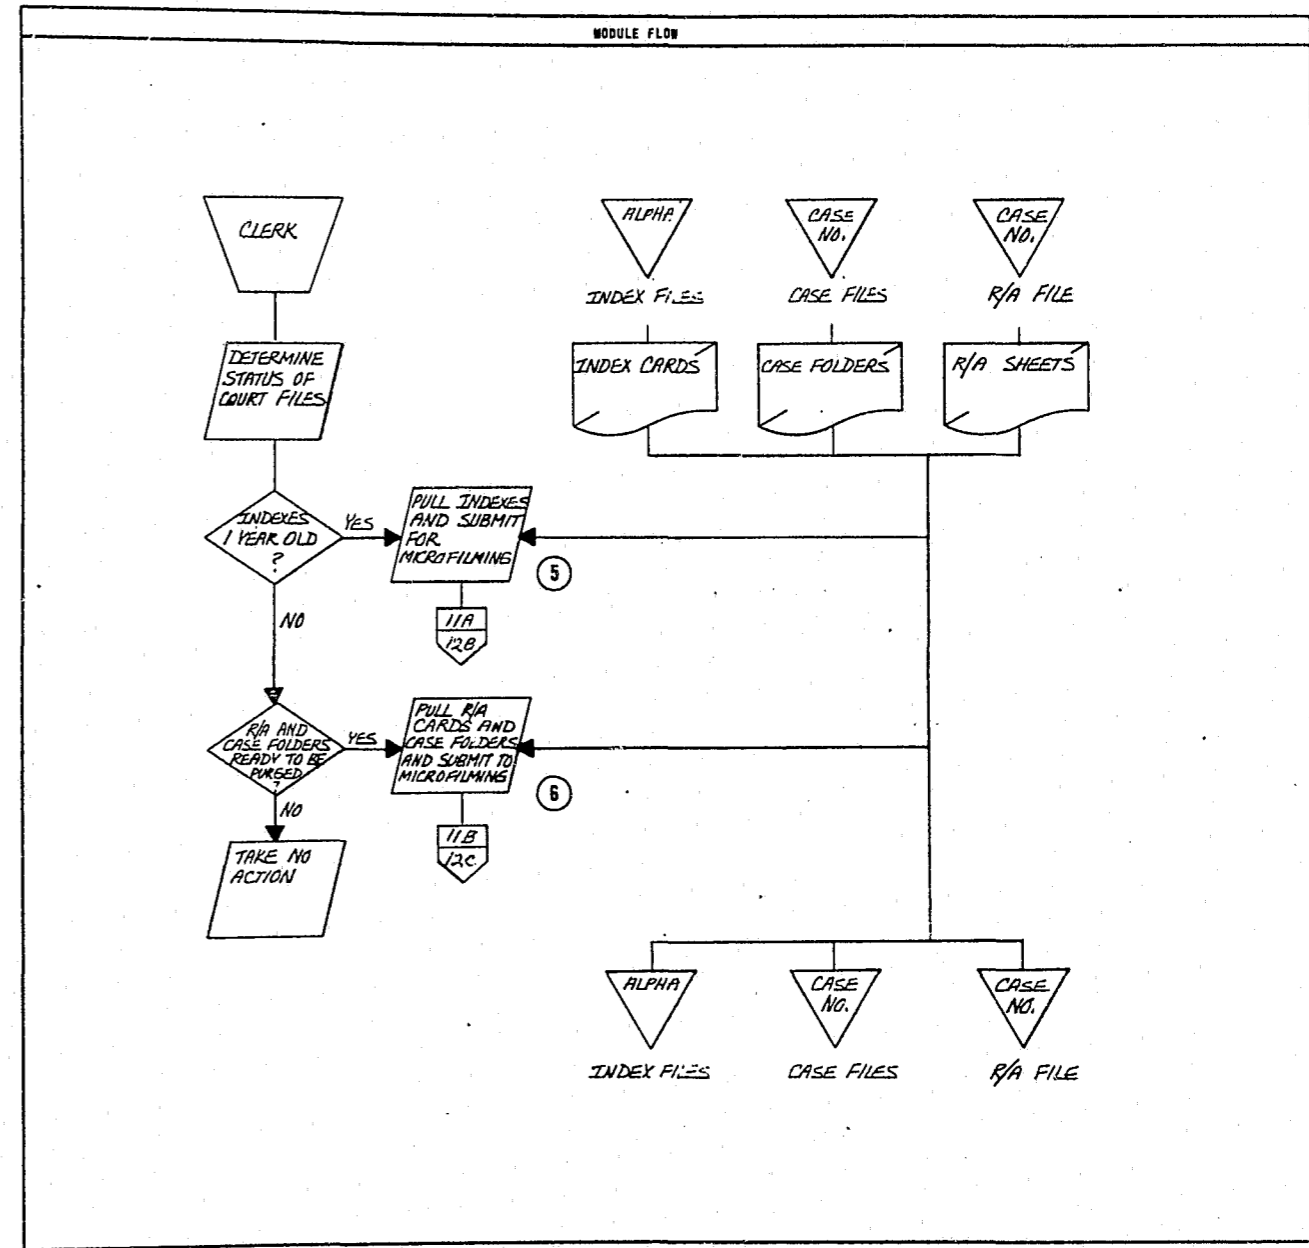 MODULE FLOW
CLERK
DETERMINE
STATUS OF
COURT FILES
INDEXES
1 YEAR OLD
?
YES
NO
PULL INDEXES
AND SUBMIT
FOR
MICROFILMING
5
11A
12B
R/A AND
CASE FOLDERS
READY TO BE
PURGED
?
YES
NO
PULL R/A
CARDS AND
CASE FOLDERS
AND SUBMIT TO
MICROFILMING
6
11B
12C
TAKE NO
ACTION
ALPHA
INDEX FILES
CASE
NO.
CASE FILES
CASE
NO.
R/A FILE
INDEX CARDS
CASE FOLDERS
R/A SHEETS
ALPHA
INDEX FILES
CASE
NO.
CASE FILES
CASE
NO.
R/A FILE